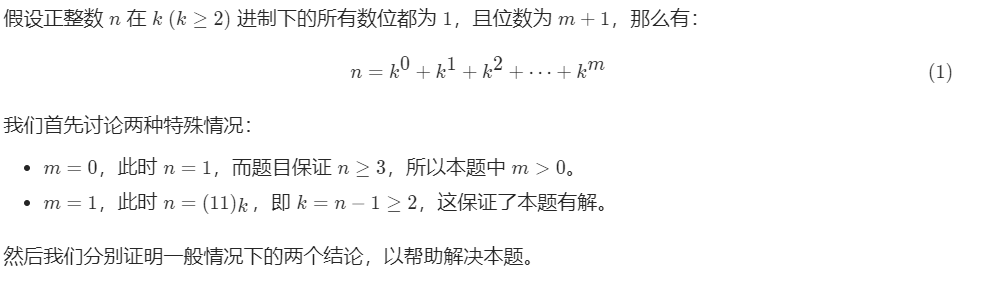 假设正整数 n 在 k (k ≥ 2) 进制下的所有数位都为 1，且位数为 m + 1，那么有：
n = k^0 + k^1 + k^2 + ⋯ + k^m (1)
我们首先讨论两种特殊情况：
• m = 0，此时 n = 1，而题目保证 n ≥ 3，所以本题中 m > 0。
• m = 1，此时 n = (11)_k，即 k = n − 1 ≥ 2，这保证了本题有解。
然后我们分别证明一般情况下的两个结论，以帮助解决本题。